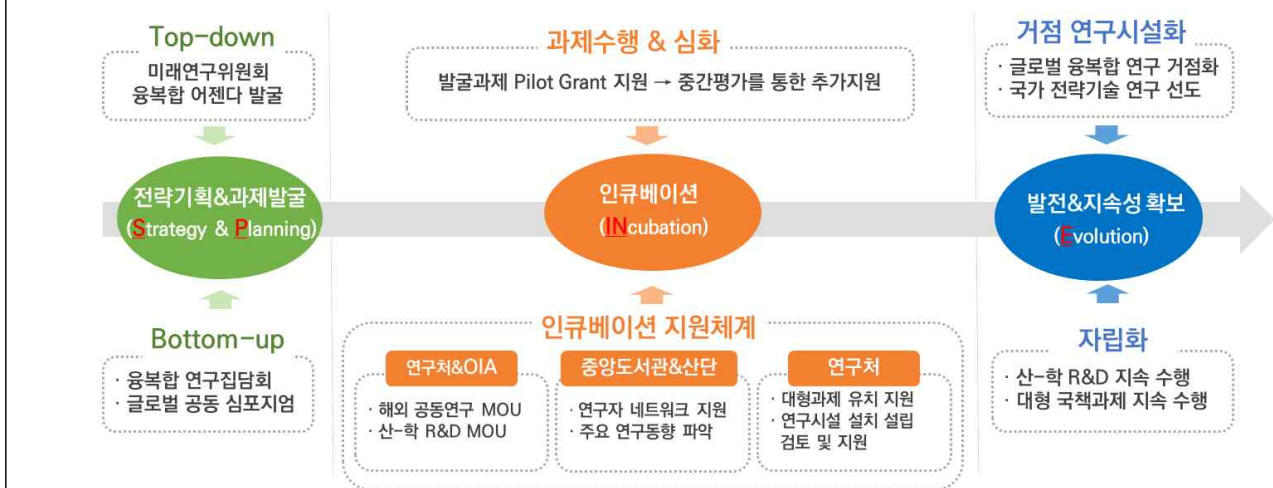 Top-down
미래연구위원회
융복합 어젠다 발굴
전략기획&과제발굴
(Strategy & Planning)
Bottom-up
· 융복합 연구집담회
· 글로벌 공동 심포지엄
과제수행 & 심화
발굴과제 Pilot Grant 지원 → 중간평가를 통한 추가지원
인큐베이션
(INcubation)
인큐베이션 지원체계
연구처&OIA
· 해외 공동연구 MOU
· 산-학 R&D MOU
중앙도서관&산단
· 연구자 네트워크 지원
· 주요 연구동향 파악
연구처
· 대형과제 유치 지원
· 연구시설 설치 설립
검토 및 지원
거점 연구시설화
· 글로벌 융복합 연구 거점화
· 국가 전략기술 연구 선도
발전&지속성 확보
(Evolution)
자립화
· 산-학 R&D 지속 수행
· 대형 국책과제 지속 수행